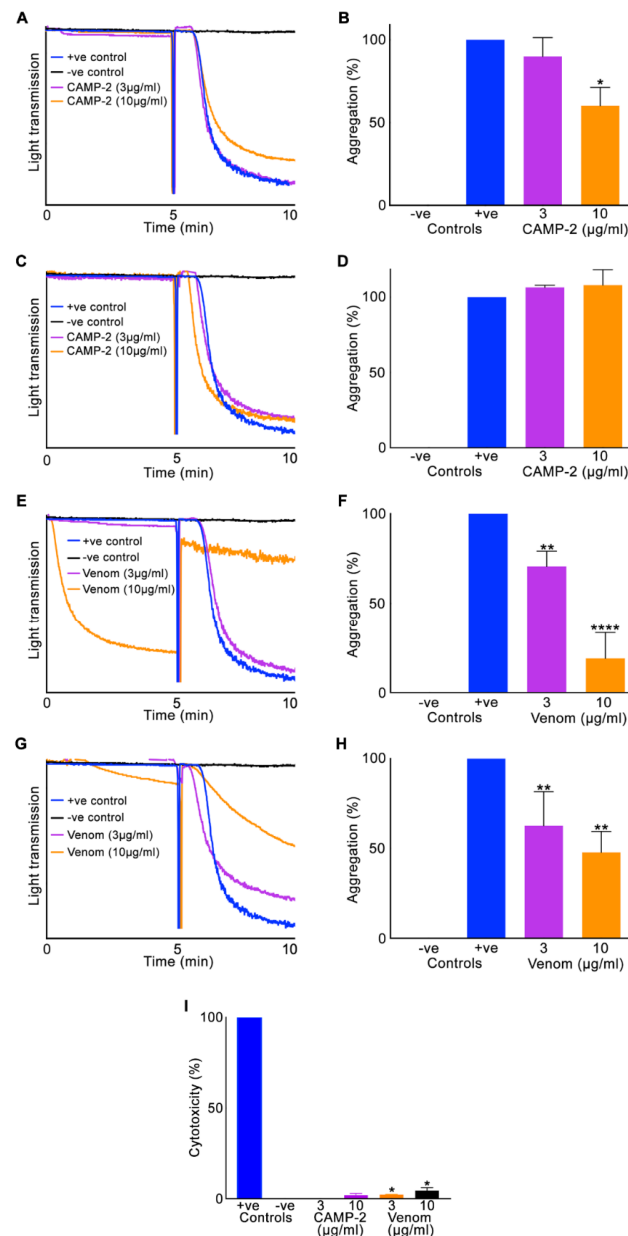 A
Light transmission
+ve control
-ve control
CAMP-2 (3µg/ml)
CAMP-2 (10µg/ml)
0 5 10
Time (min)
B
Aggregation (%)
100
50
0
*
-ve +ve 3 10
Controls CAMP-2 (µg/ml)
C
Light transmission
+ve control
-ve control
CAMP-2 (3µg/ml)
CAMP-2 (10µg/ml)
0 5 10
Time (min)
D
Aggregation (%)
100
50
0
-ve +ve 3 10
Controls CAMP-2 (µg/ml)
E
Light transmission
+ve control
-ve control
Venom (3µg/ml)
Venom (10µg/ml)
0 5 10
Time (min)
F
Aggregation (%)
100
50
0
**
****
-ve +ve 3 10
Controls Venom (µg/ml)
G
Light transmission
+ve control
-ve control
Venom (3µg/ml)
Venom (10µg/ml)
0 5 10
Time (min)
H
Aggregation (%)
100
50
0
**
**
-ve +ve 3 10
Controls Venom (µg/ml)
I
Cytotoxicity (%)
100
50
0
*
*
+ve -ve 3 10 3 10
Controls CAMP-2 Venom
(µg/ml) (µg/ml)